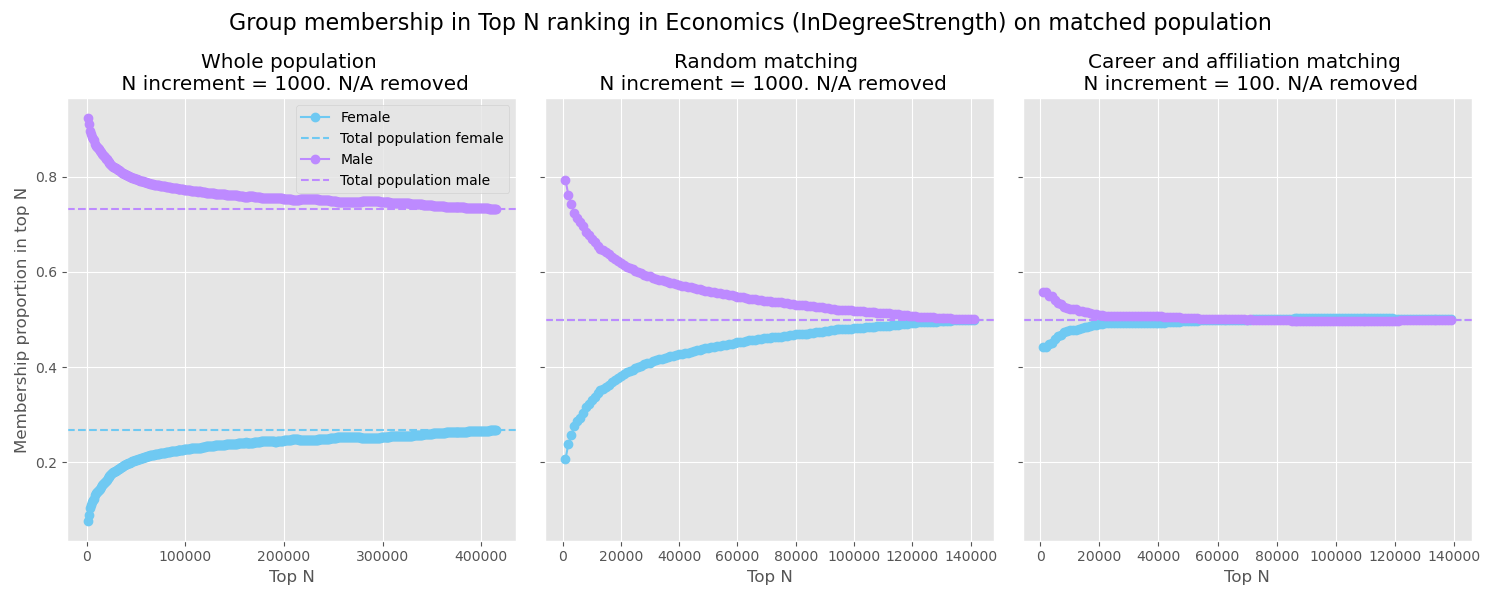 Group membership in Top N ranking in Economics (InDegreeStrength) on matched population
Whole population
N increment = 1000. N/A removed
Female
Total population female
Male
Total population male
Membership proportion in top N
0.8
0.6
0.4
0.2
0
100000
200000
300000
400000
Top N
Random matching
N increment = 1000. N/A removed
0
20000
40000
60000
80000
100000
120000
140000
Top N
Career and affiliation matching
N increment = 100. N/A removed
0
20000
40000
60000
80000
100000
120000
140000
Top N